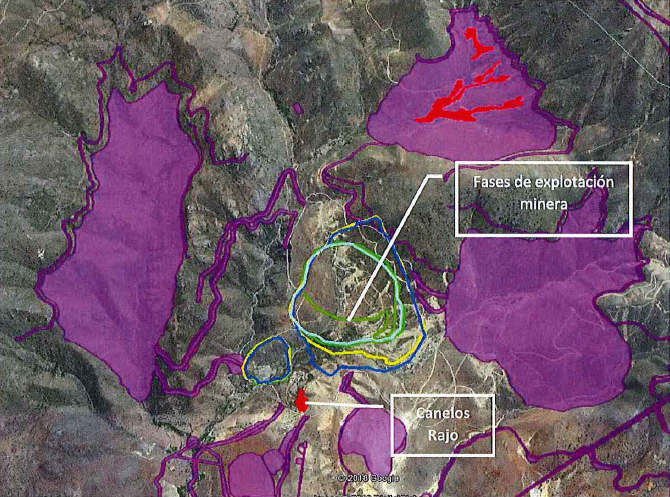 Fases de explotación
minera
Canelos
Rajo
© 2018 Google